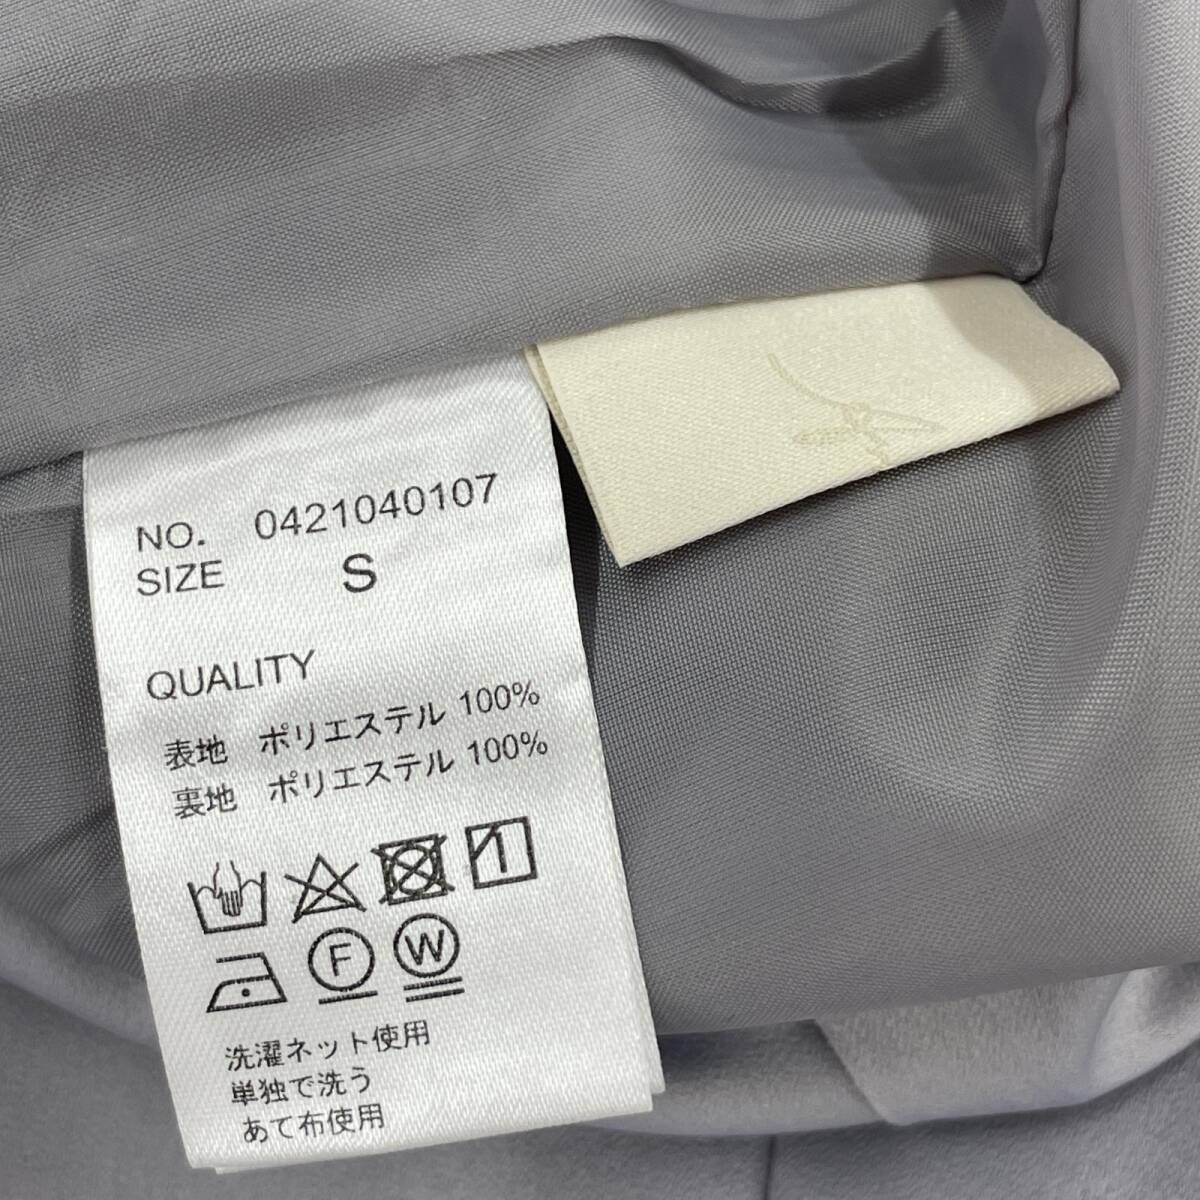 NO. 0421040107
SIZE S
QUALITY
表地 ポリエステル 100%
裏地 ポリエステル 100%
F W
洗濯ネット使用
単独で洗う
あて布使用